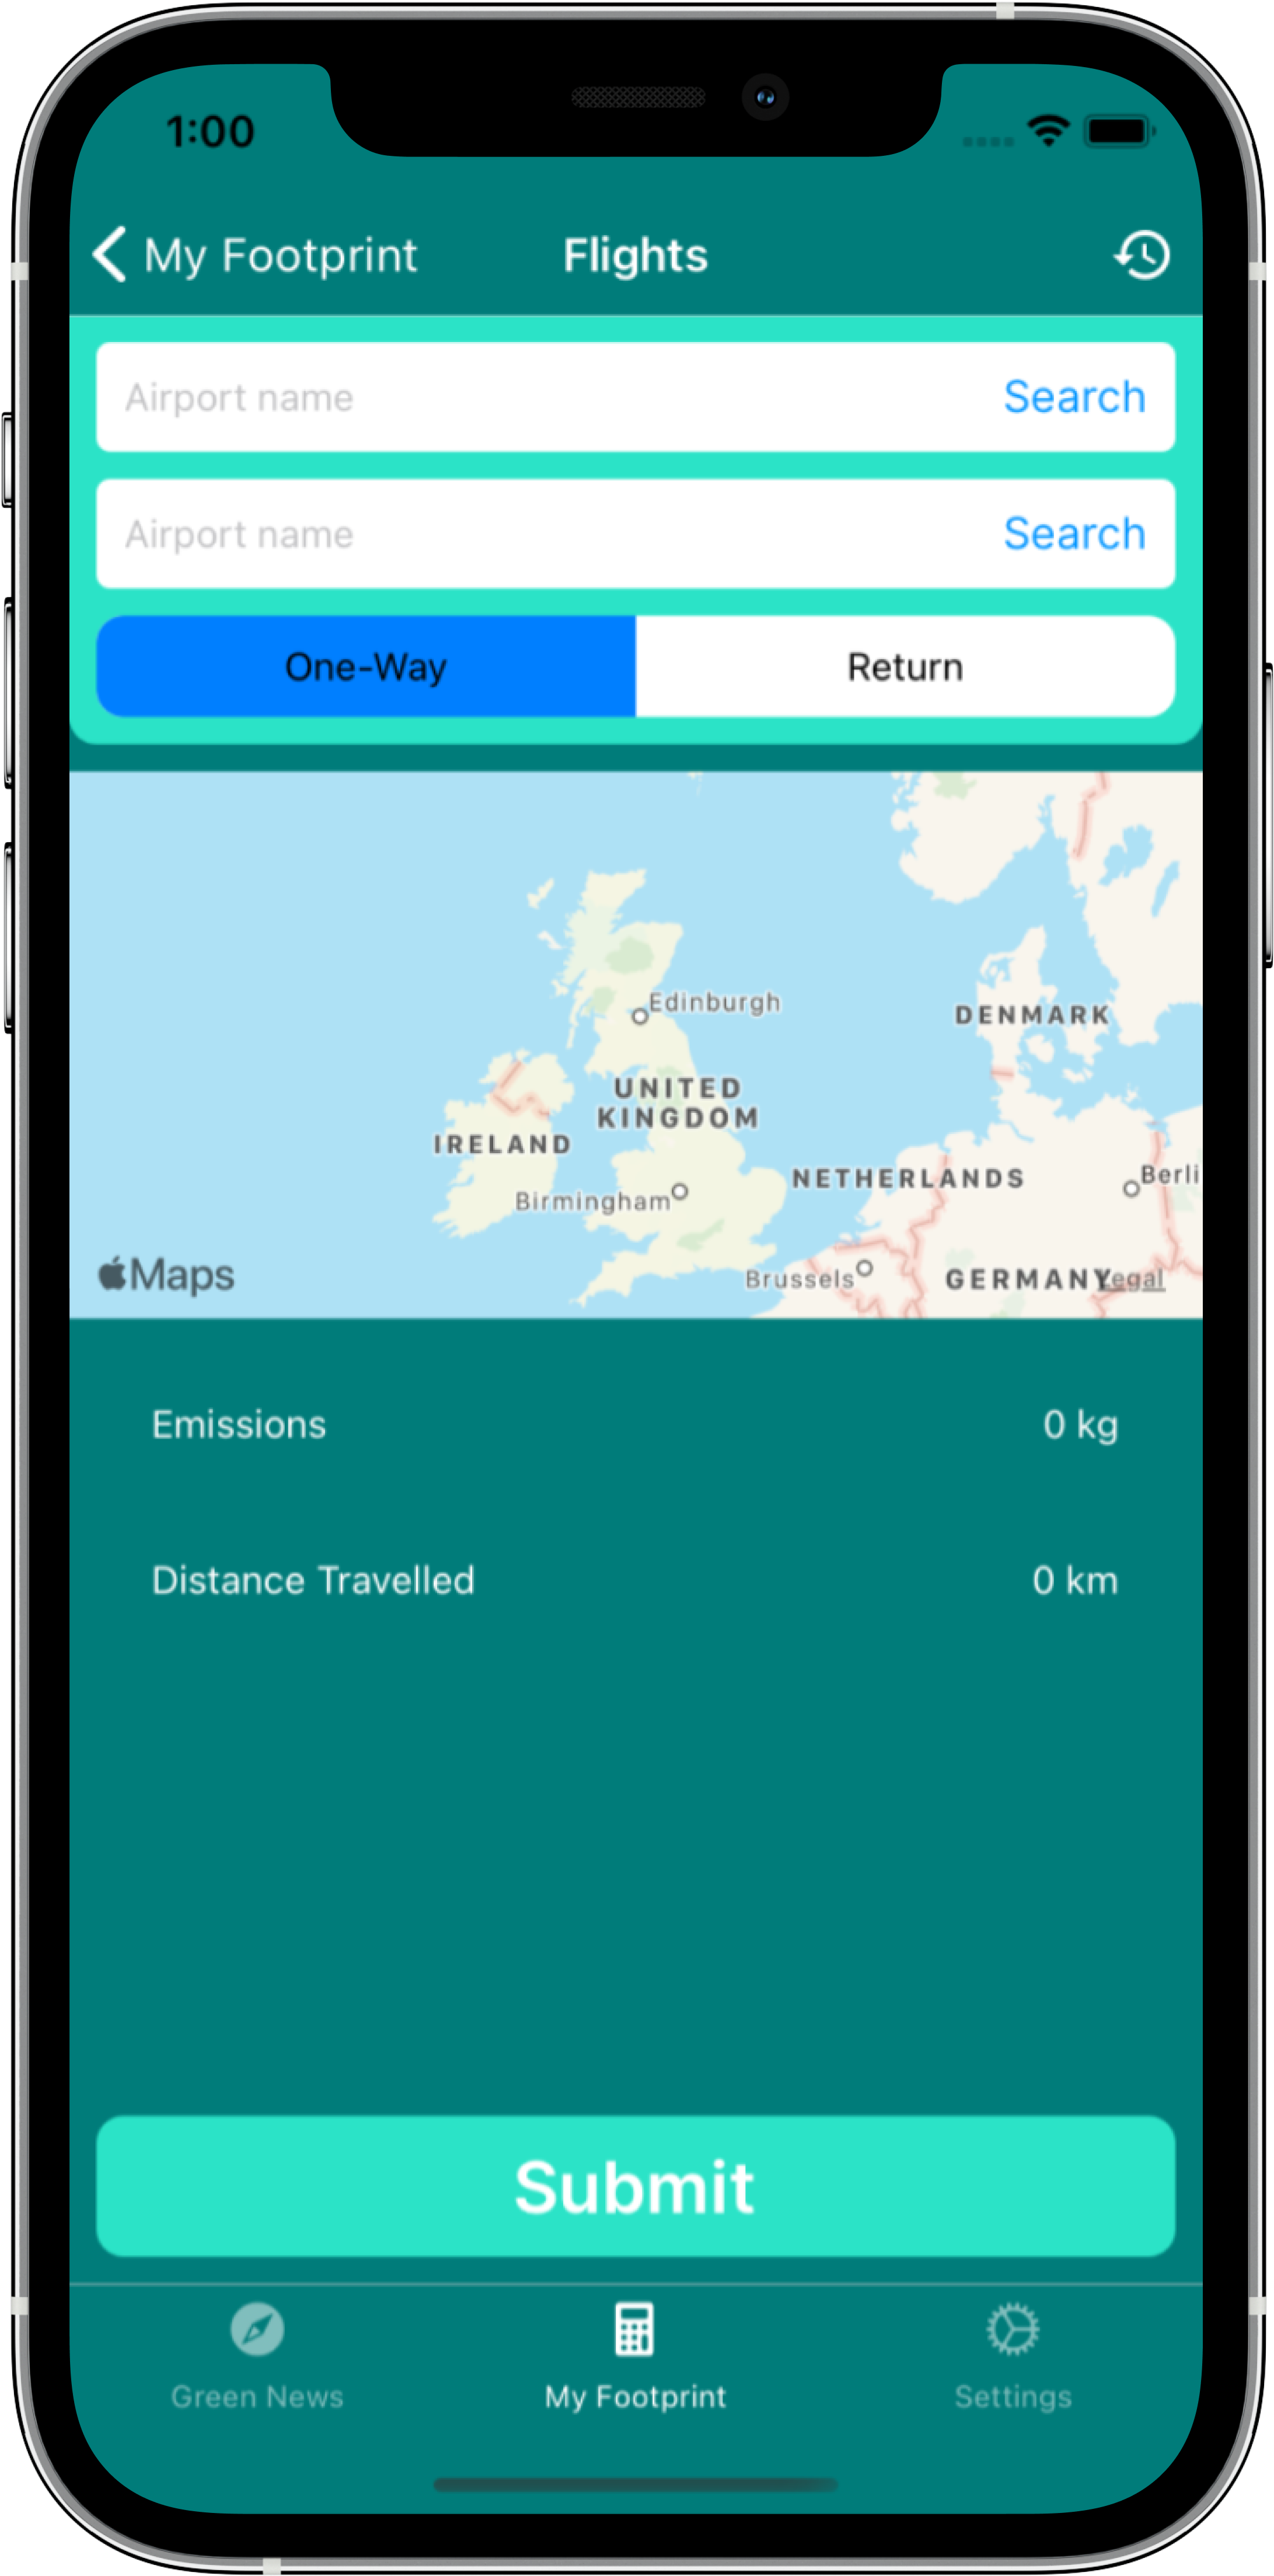 1:00
My Footprint
Flights
Airport name
Search
Airport name
Search
One-Way
Return
Edinburgh
DENMARK
UNITED
KINGDOM
IRELAND
NETHERLANDS
Berli
Birmingham
Maps
Brussels
GERMANY
Legal
Emissions
0 kg
Distance Travelled
0 km
Submit
Green News
My Footprint
Settings